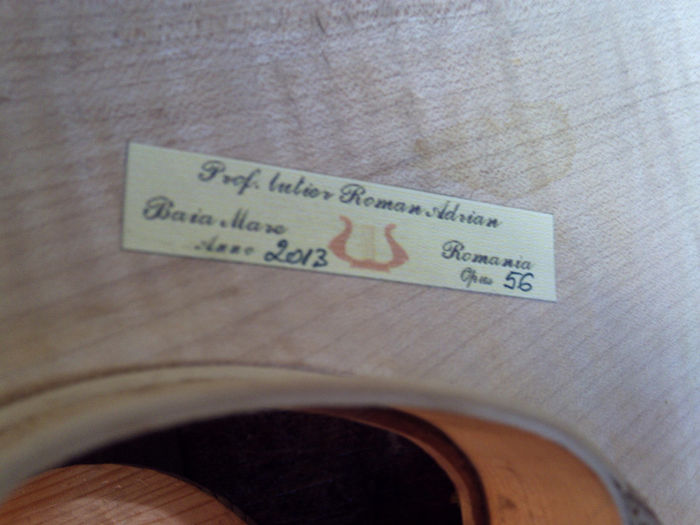 Prof. lutier Roman Adrian
Baia Mare Romania
Anno 2013 Opus 56